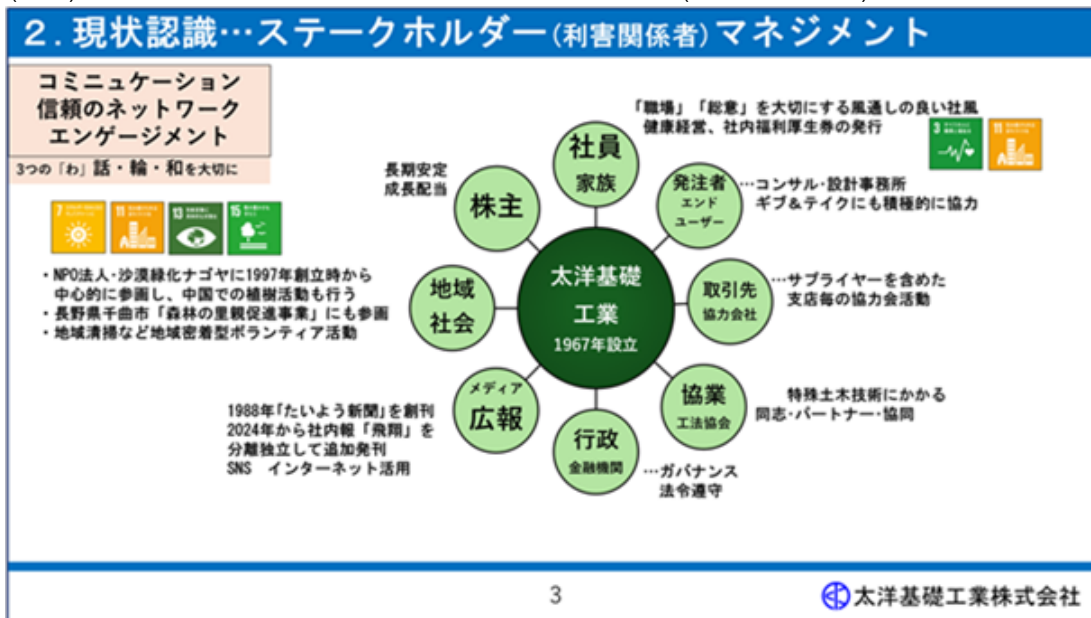 2.現状認識…ステークホルダー(利害関係者)マネジメント
コミニュケーション
信頼のネットワーク
エンゲージメント
3つの「わ」話・輪・和を大切に
7
11
13
15
・NPO法人・沙漠緑化ナゴヤに1997年創立時から
中心的に参画し、中国での植樹活動も行う
・長野県千曲市「森林の里親促進事業」にも参画
・地域清掃など地域密着型ボランティア活動
「職場」「総意」を大切にする風通しの良い社風
健康経営、社内福利厚生券の発行
3
11
社員
家族
長期安定
成長配当
株主
発注者
エンド
ユーザー
…コンサル・設計事務所
ギブ&テイクにも積極的に協力
太洋基礎
工業
1967年設立
地域
社会
取引先
協力会社
…サプライヤーを含めた
支店毎の協力会活動
メディア
広報
1988年「たいよう新聞」を創刊
2024年から社内報「飛翔」を
分離独立して追加発刊
SNS インターネット活用
協業
工法協会
特殊土木技術にかかる
同志・パートナー・協同
行政
金融機関
…ガバナンス
法令遵守
3
太洋基礎工業株式会社